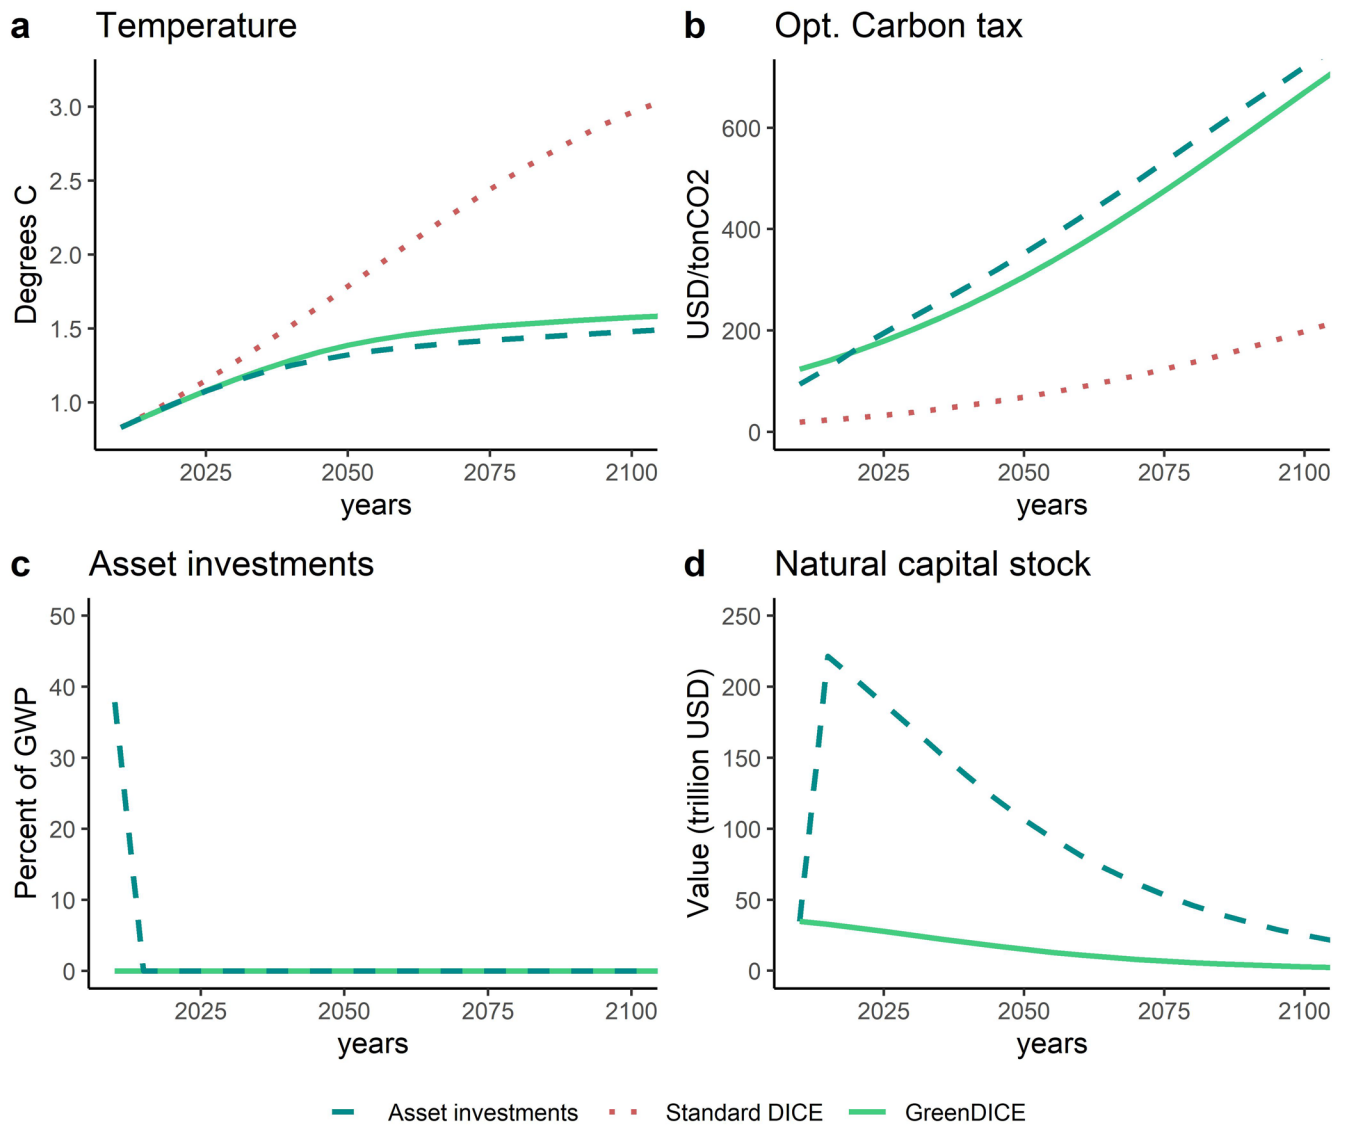 a Temperature
3.0
2.5
2.0
1.5
1.0
Degrees C
2025 2050 2075 2100
years
b Opt. Carbon tax
600
400
200
0
USD/tonCO2
2025 2050 2075 2100
years
c Asset investments
50
40
30
20
10
0
Percent of GWP
2025 2050 2075 2100
years
d Natural capital stock
250
200
150
100
50
0
Value (trillion USD)
2025 2050 2075 2100
years
Asset investments Standard DICE GreenDICE